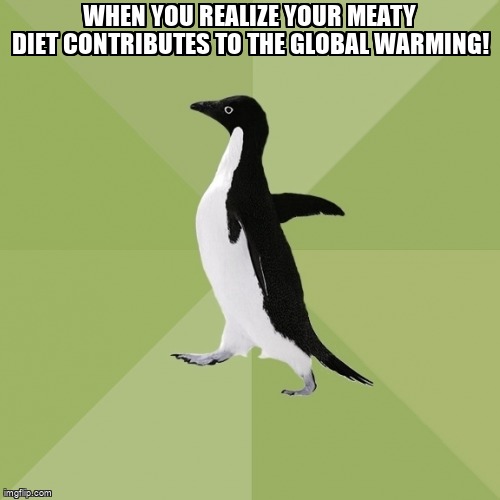 WHEN YOU REALIZE YOUR MEATY
DIET CONTRIBUTES TO THE GLOBAL WARMING!
imgflip.com